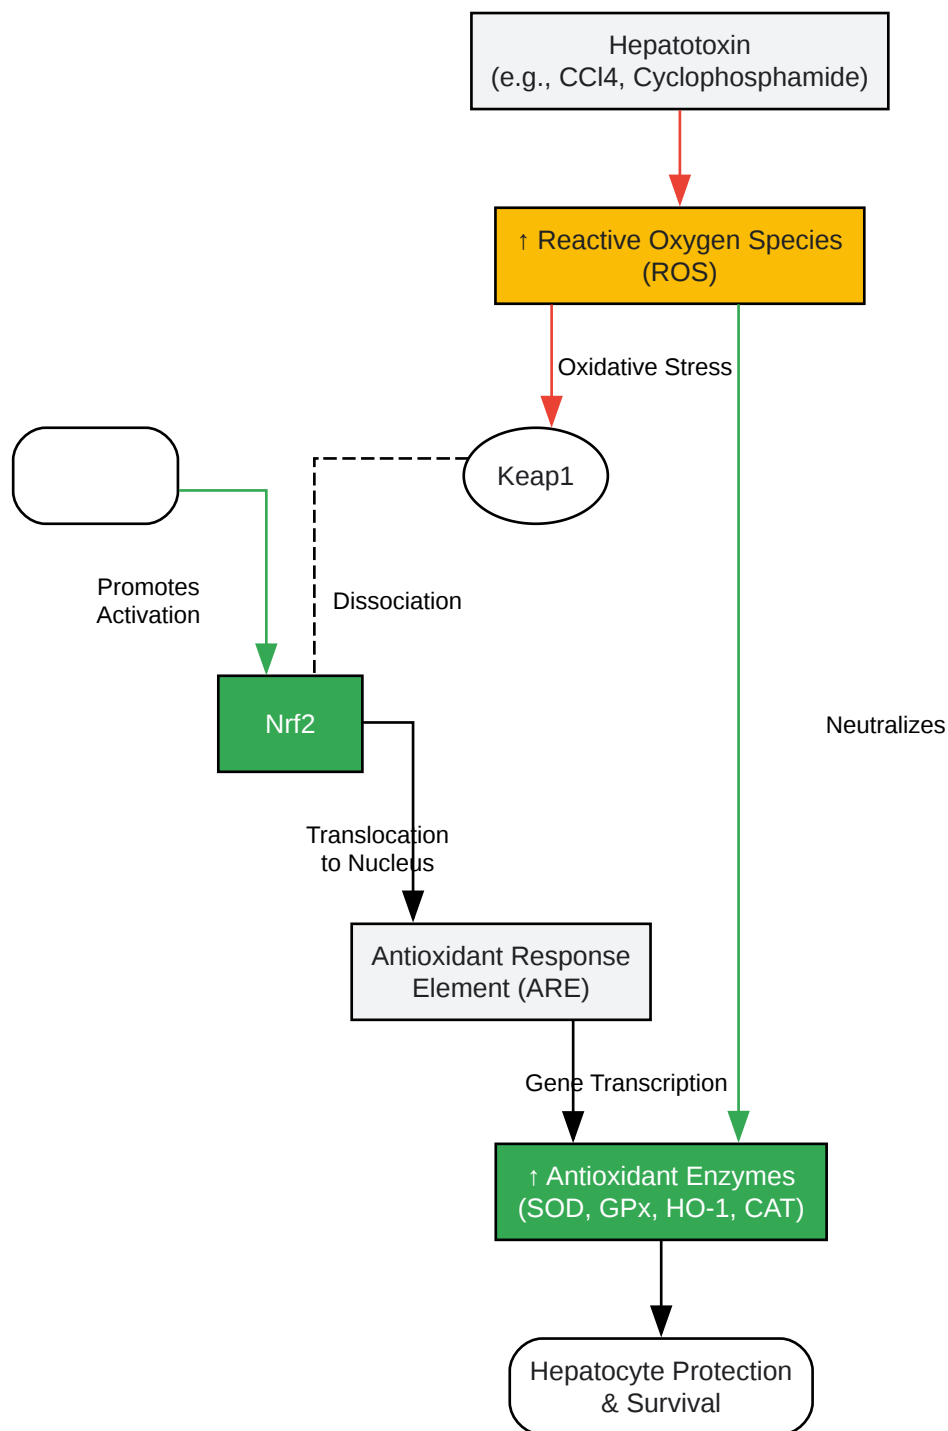 Hepatotoxin
(e.g., CCl4, Cyclophosphamide)
↑ Reactive Oxygen Species
(ROS)
Oxidative Stress
Keap1
Promotes
Activation
Dissociation
Nrf2
Neutralizes
Translocation
to Nucleus
Antioxidant Response
Element (ARE)
Gene Transcription
↑ Antioxidant Enzymes
(SOD, GPx, HO-1, CAT)
Hepatocyte Protection
& Survival